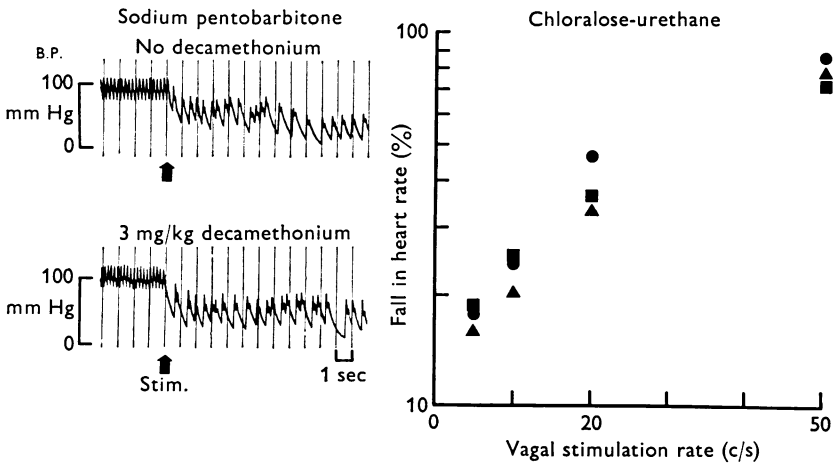 Sodium pentobarbitone
No decamethonium
B.P.
100
mm Hg
0
3 mg/kg decamethonium
100
mm Hg
0
Stim.
1 sec
Chloralose-urethane
100
Fall in heart rate (%)
10
0
20
50
Vagal stimulation rate (c/s)